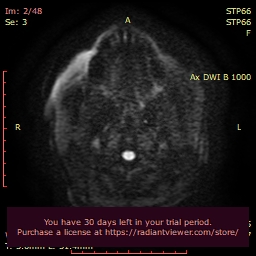 Im: 2/48
Se: 3
STP66
STP66
F
A
Ax DWI B 1000
R
L
You have 30 days left in your trial period.
Purchase a license at https://radiantviewer.com/store/